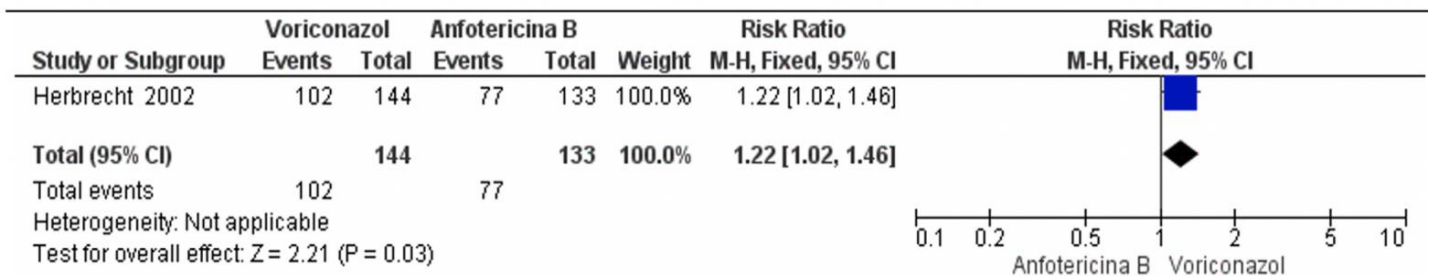 Voriconazol Anfotericina B Risk Ratio Risk Ratio
Study or Subgroup Events Total Events Total Weight M-H, Fixed, 95% CI M-H, Fixed, 95% CI
Herbrecht 2002 102 144 77 133 100.0% 1.22 [1.02, 1.46]
Total (95% CI) 144 133 100.0% 1.22 [1.02, 1.46]
Total events 102 77
Heterogeneity: Not applicable
Test for overall effect: Z = 2.21 (P = 0.03)
0.1 0.2 0.5 1 2 5 10
Anfotericina B Voriconazol